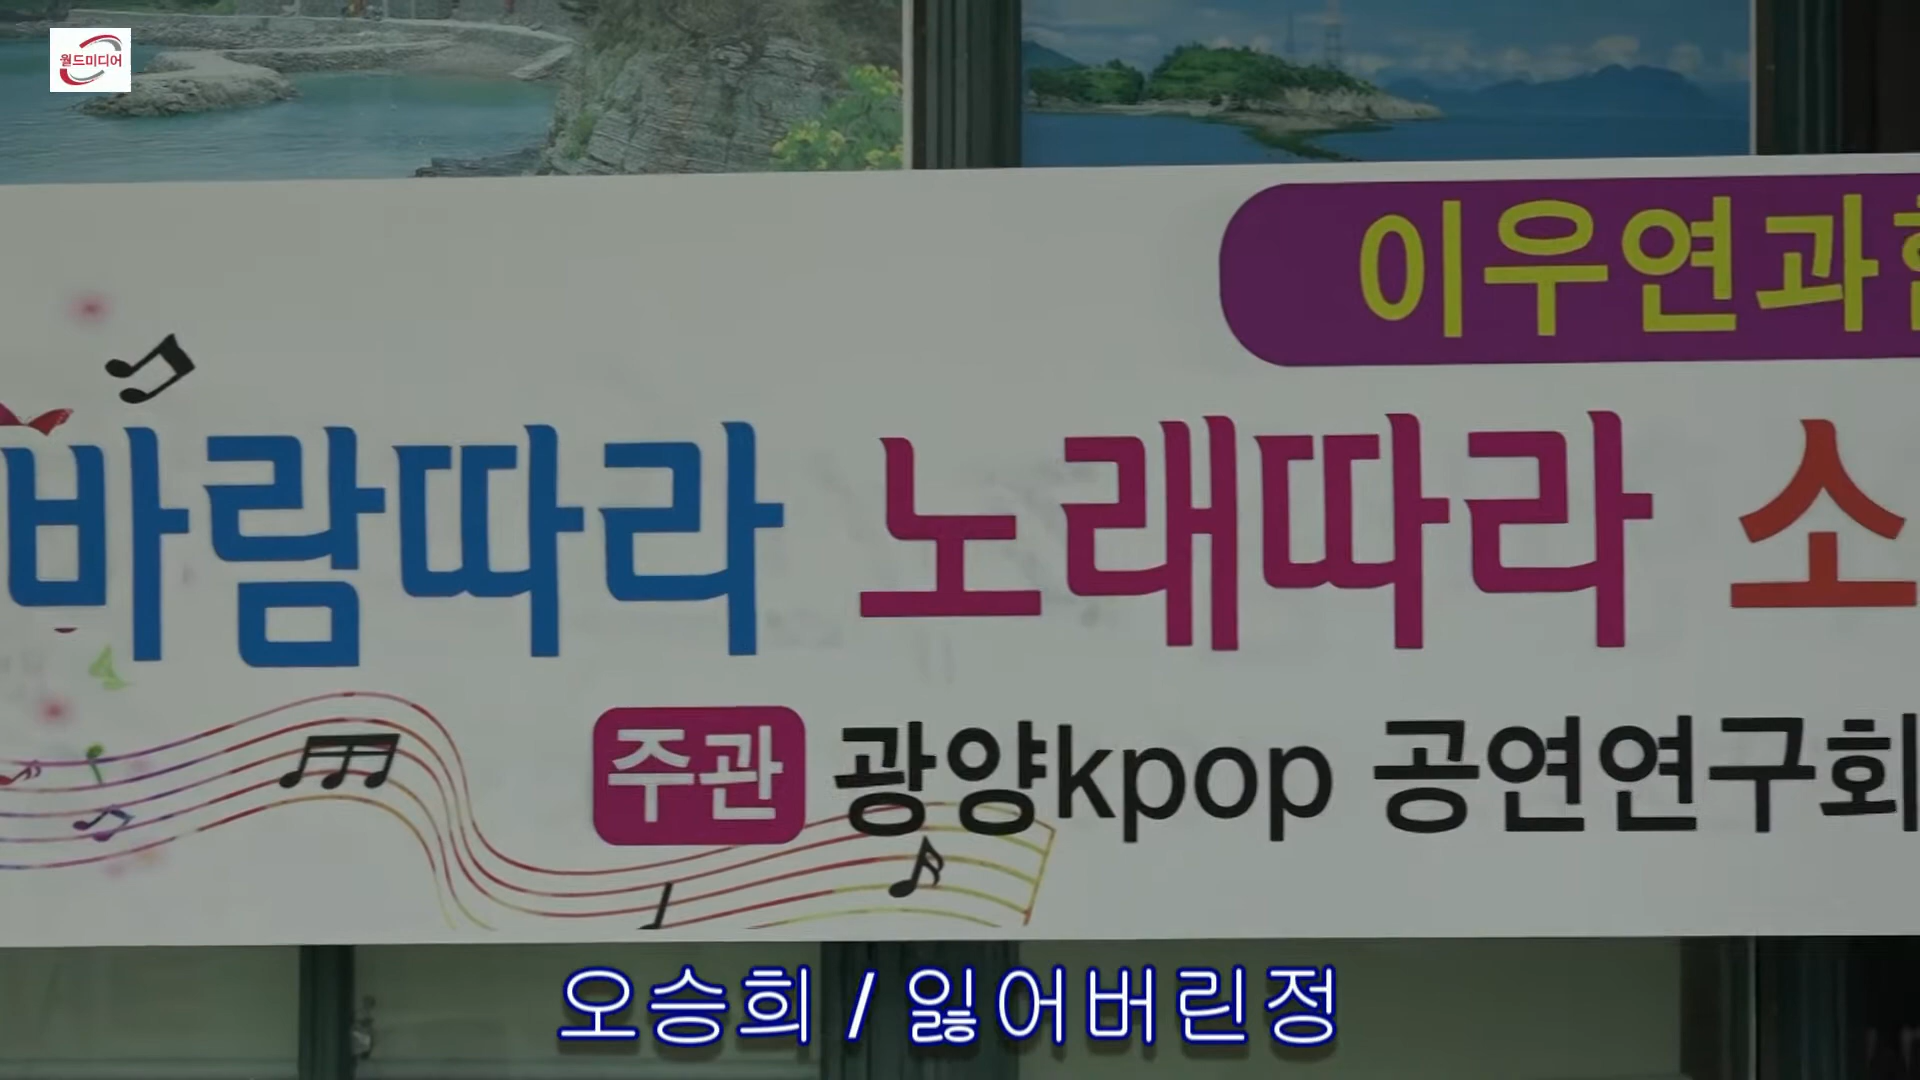 월드미디어
이우연과
바람따라 노래따라 소
주관 광양kpop 공연연구회
오승희 / 잃어버린정